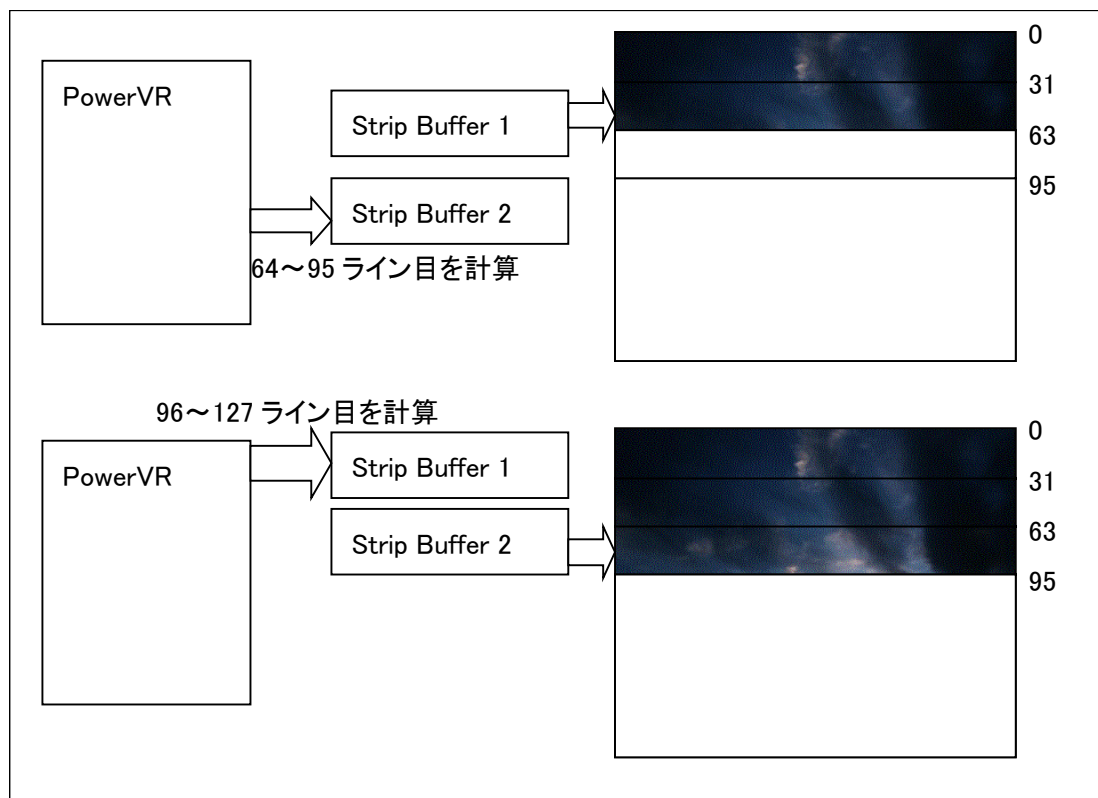 PowerVR
Strip Buffer 1
Strip Buffer 2
64～95 ライン目を計算
0
31
63
95
96～127 ライン目を計算
PowerVR
Strip Buffer 1
Strip Buffer 2
0
31
63
95